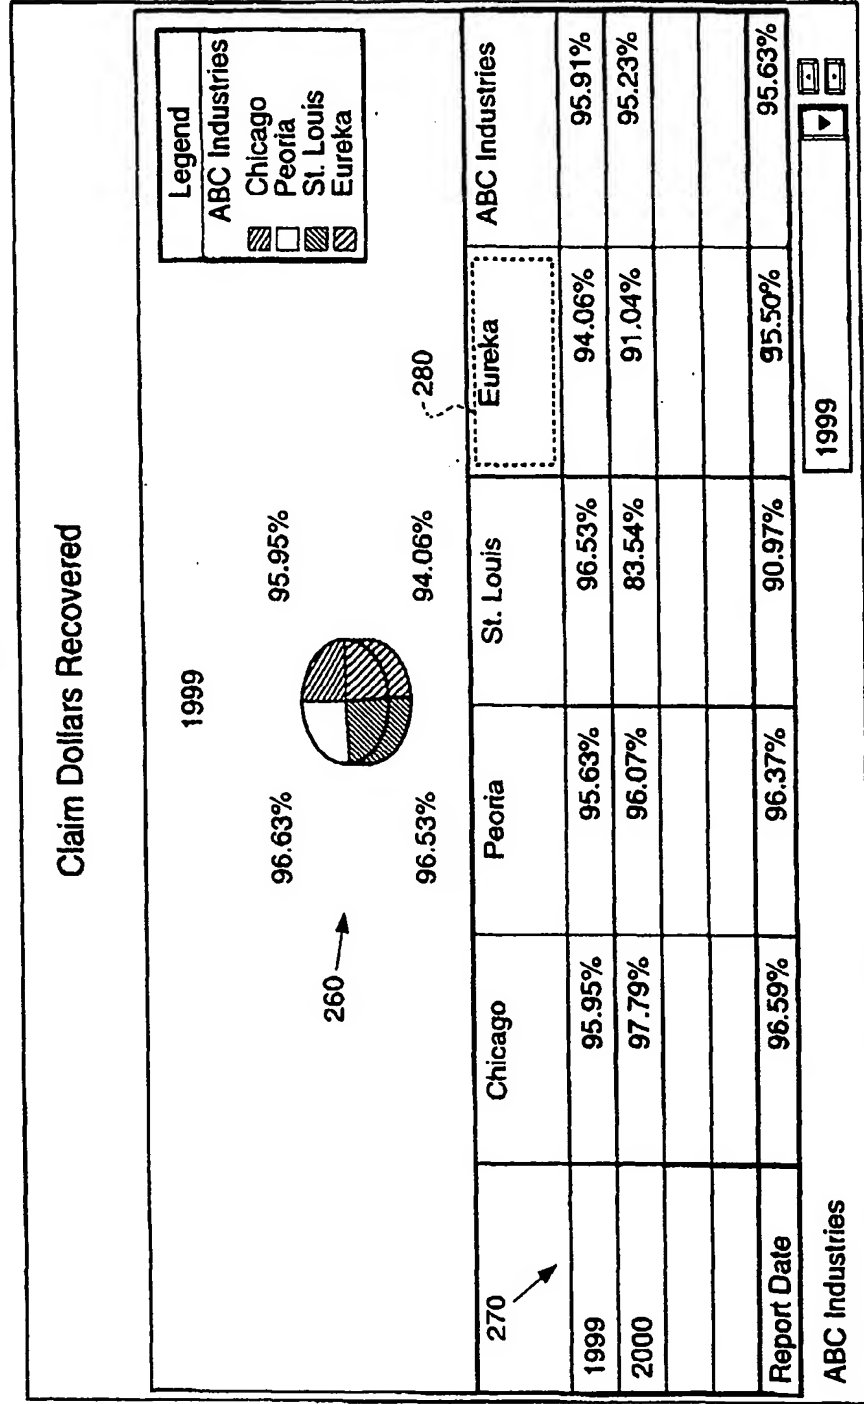 Claim Dollars Recovered
1999
Legend
ABC Industries
Chicago
Peoria
St. Louis
Eureka
96.63%
95.95%
260
96.53%
94.06%
280
270
Chicago
Peoria
St. Louis
Eureka
ABC Industries
1999 95.95% 95.63% 96.53% 94.06% 95.91%
2000 97.79% 96.07% 83.54% 91.04% 95.23%
Report Date 96.59% 96.37% 90.97% 95.50% 95.63%
ABC Industries
1999